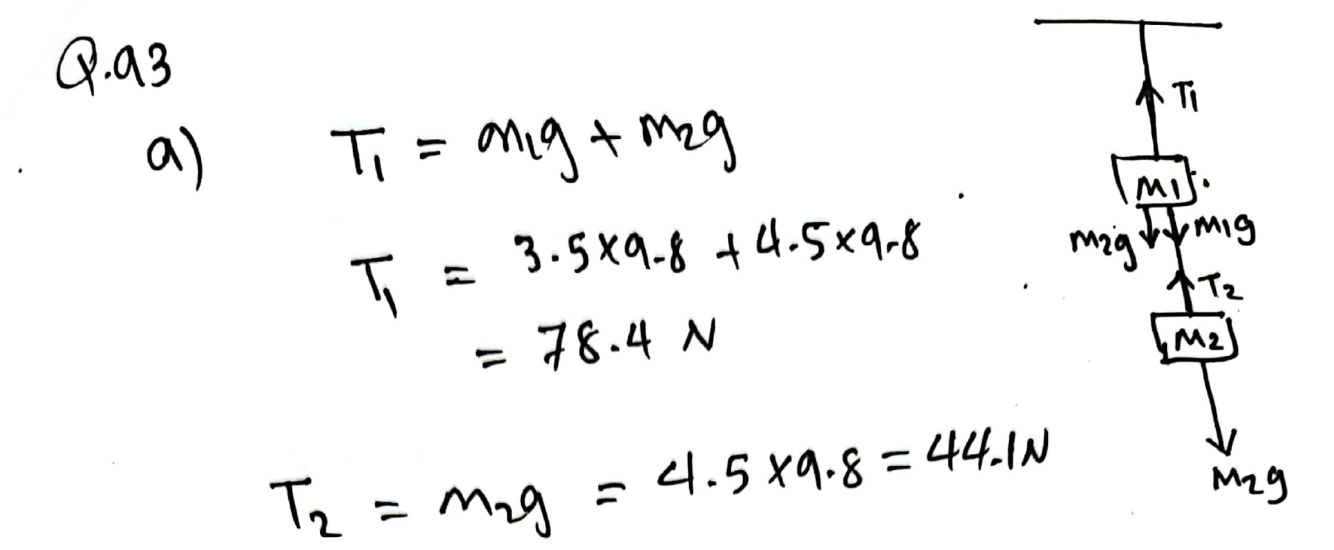 Q.93
a) T₁ = m₁g + m₂g
T₁ = 3.5×9.8 + 4.5×9.8
= 78.4 N
T₂ = m₂g = 4.5×9.8 = 44.1N
T₁
M1
m₂g m₁g
T₂
M2
M₂g